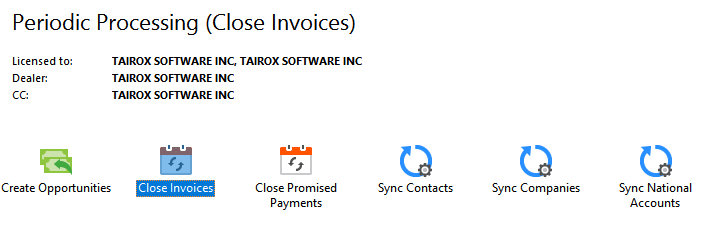 Periodic Processing (Close Invoices)
Licensed to: TAIROX SOFTWARE INC, TAIROX SOFTWARE INC
Dealer: TAIROX SOFTWARE INC
CC: TAIROX SOFTWARE INC
Create Opportunities
Close Invoices
Close Promised
Payments
Sync Contacts
Sync Companies
Sync National
Accounts